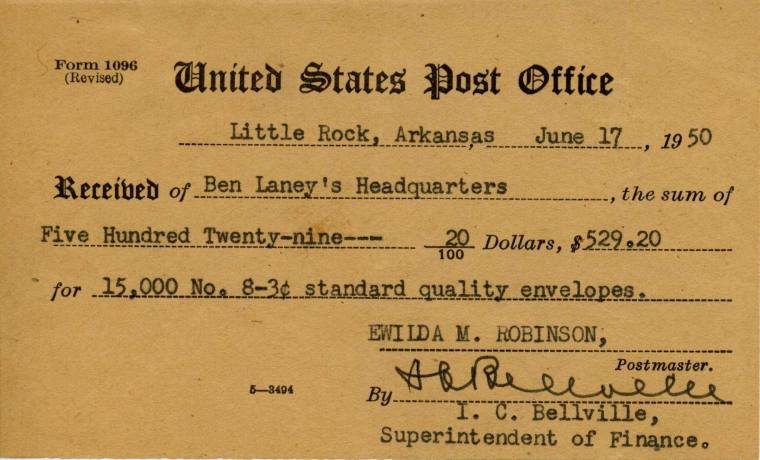 Form 1096
(Revised)
United States Post Office
Little Rock, Arkansas June 17, 1950
Received of Ben Laney's Headquarters, the sum of
Five Hundred Twenty-nine--- 20/100 Dollars, $529.20
for 15,000 No. 8-3¢ standard quality envelopes.
EWILDA M. ROBINSON,
Postmaster.
5-3494
By I C Bellville
I. C. Bellville,
Superintendent of Finance.